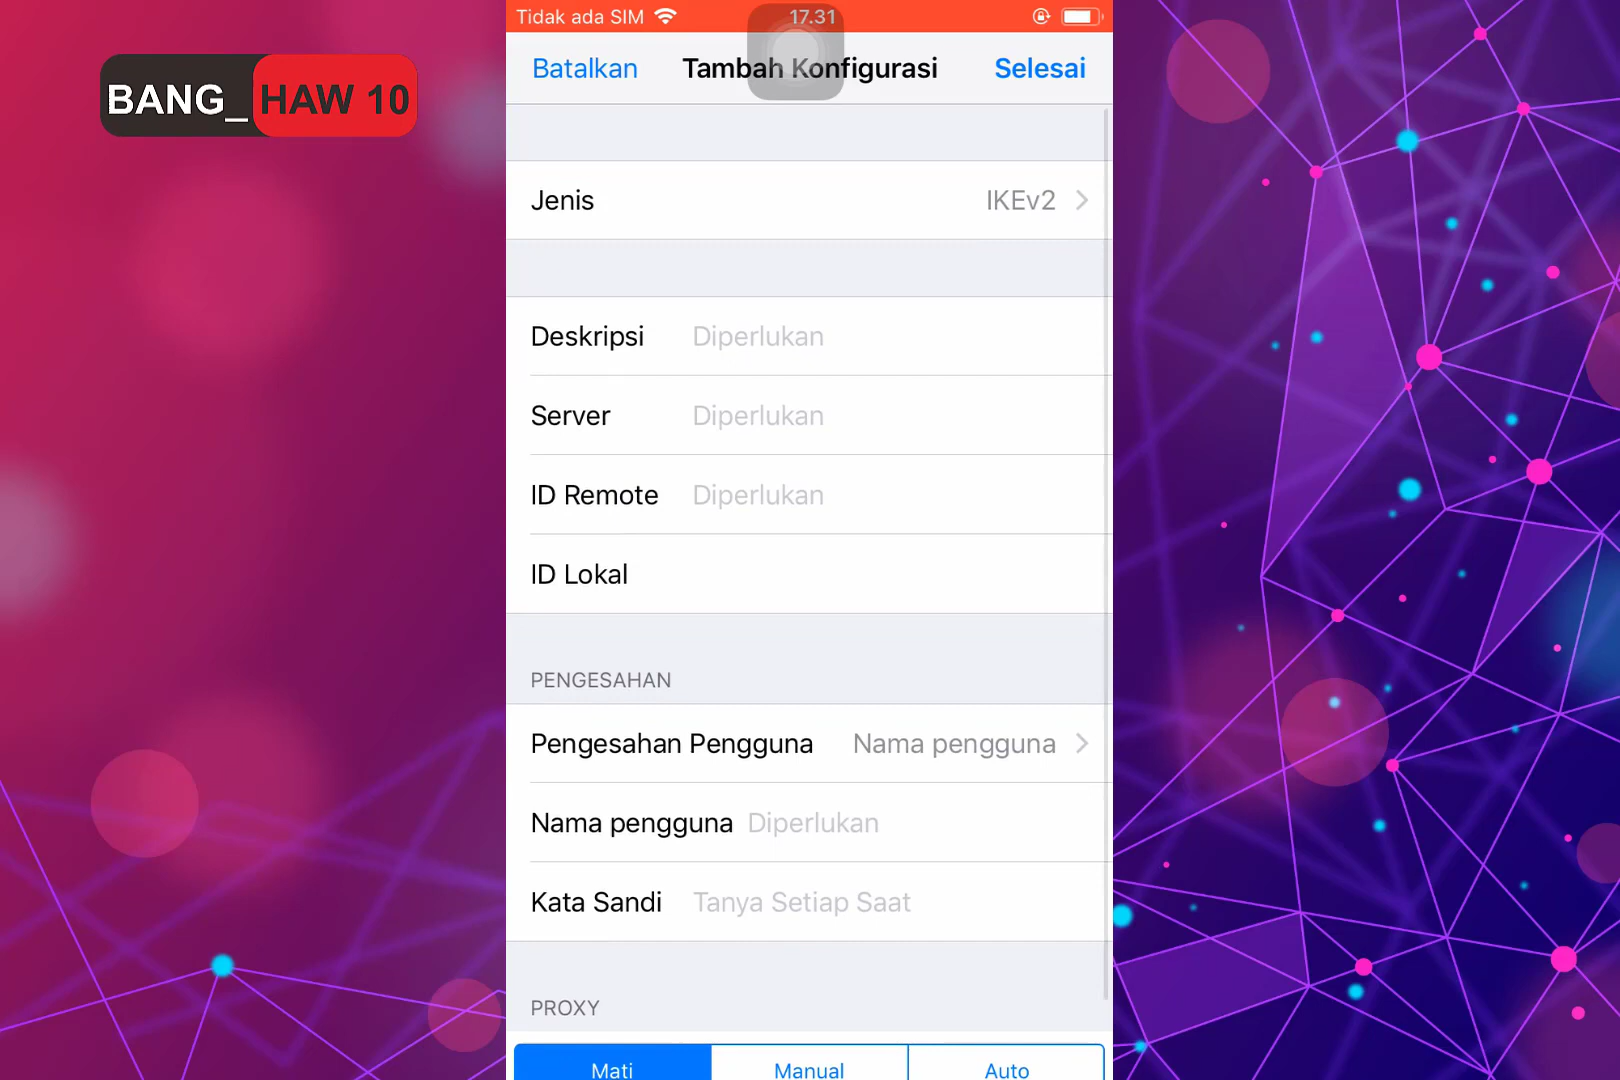 BANG_ HAW 10
Tidak ada SIM 17.31
Batalkan Tambah Konfigurasi Selesai
Jenis IKEv2
Deskripsi Diperlukan
Server Diperlukan
ID Remote Diperlukan
ID Lokal
PENGESAHAN
Pengesahan Pengguna Nama pengguna
Nama pengguna Diperlukan
Kata Sandi Tanya Setiap Saat
PROXY
Mati Manual Auto